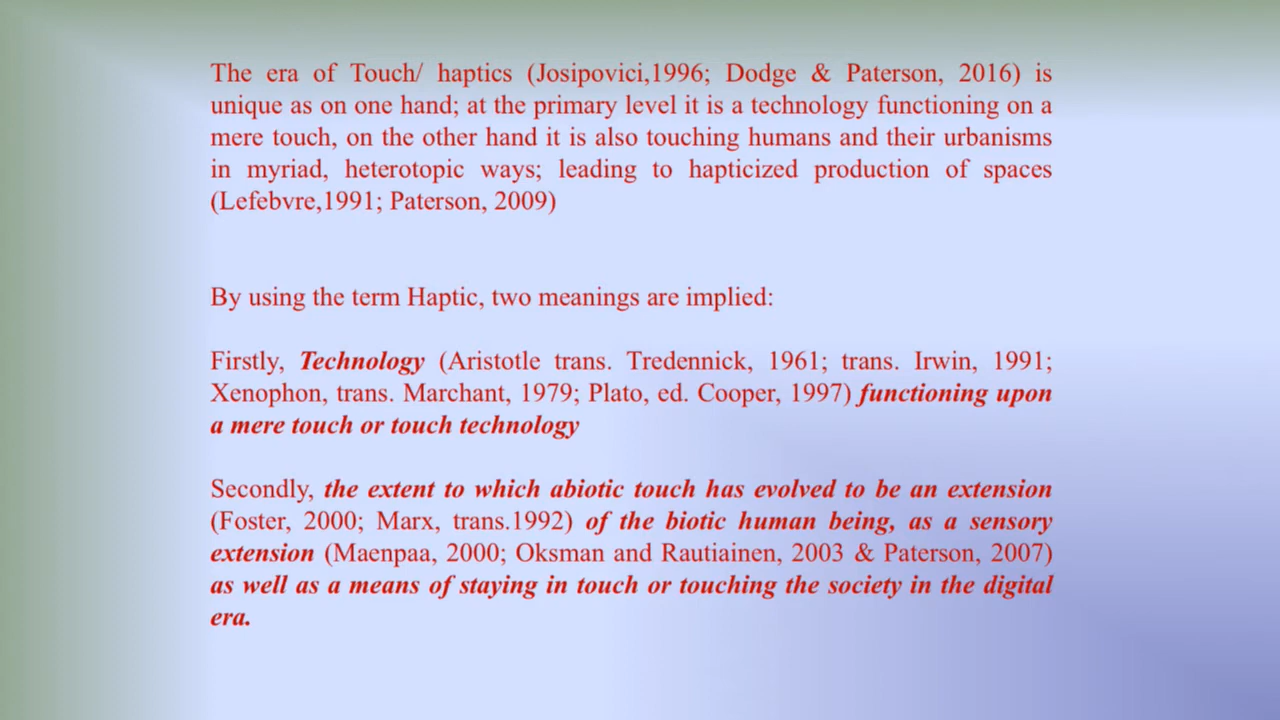 The era of Touch/ haptics (Josipovici,1996; Dodge & Paterson, 2016) is
unique as on one hand; at the primary level it is a technology functioning on a
mere touch, on the other hand it is also touching humans and their urbanisms
in myriad, heterotopic ways; leading to hapticized production of spaces
(Lefebvre,1991; Paterson, 2009)
By using the term Haptic, two meanings are implied:
Firstly, Technology (Aristotle trans. Tredennick, 1961; trans. Irwin, 1991;
Xenophon, trans. Marchant, 1979; Plato, ed. Cooper, 1997) functioning upon
a mere touch or touch technology
Secondly, the extent to which abiotic touch has evolved to be an extension
(Foster, 2000; Marx, trans.1992) of the biotic human being, as a sensory
extension (Maenpaa, 2000; Oksman and Rautiainen, 2003 & Paterson, 2007)
as well as a means of staying in touch or touching the society in the digital
era.